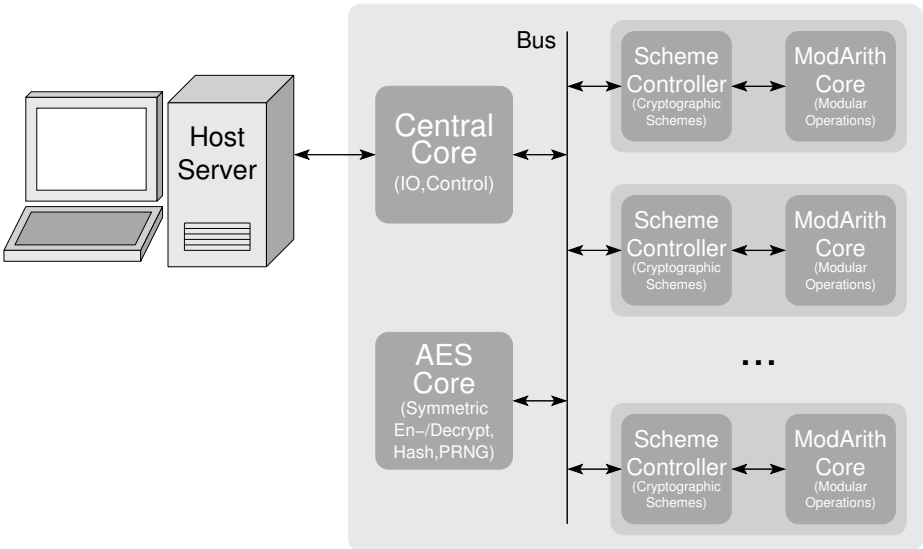 Host
Server
Central
Core
(IO,Control)
AES
Core
(Symmetric
En−/Decrypt,
Hash,PRNG)
Bus
Scheme
Controller
(Cryptographic
Schemes)
ModArith
Core
(Modular
Operations)
Scheme
Controller
(Cryptographic
Schemes)
ModArith
Core
(Modular
Operations)
...
Scheme
Controller
(Cryptographic
Schemes)
ModArith
Core
(Modular
Operations)